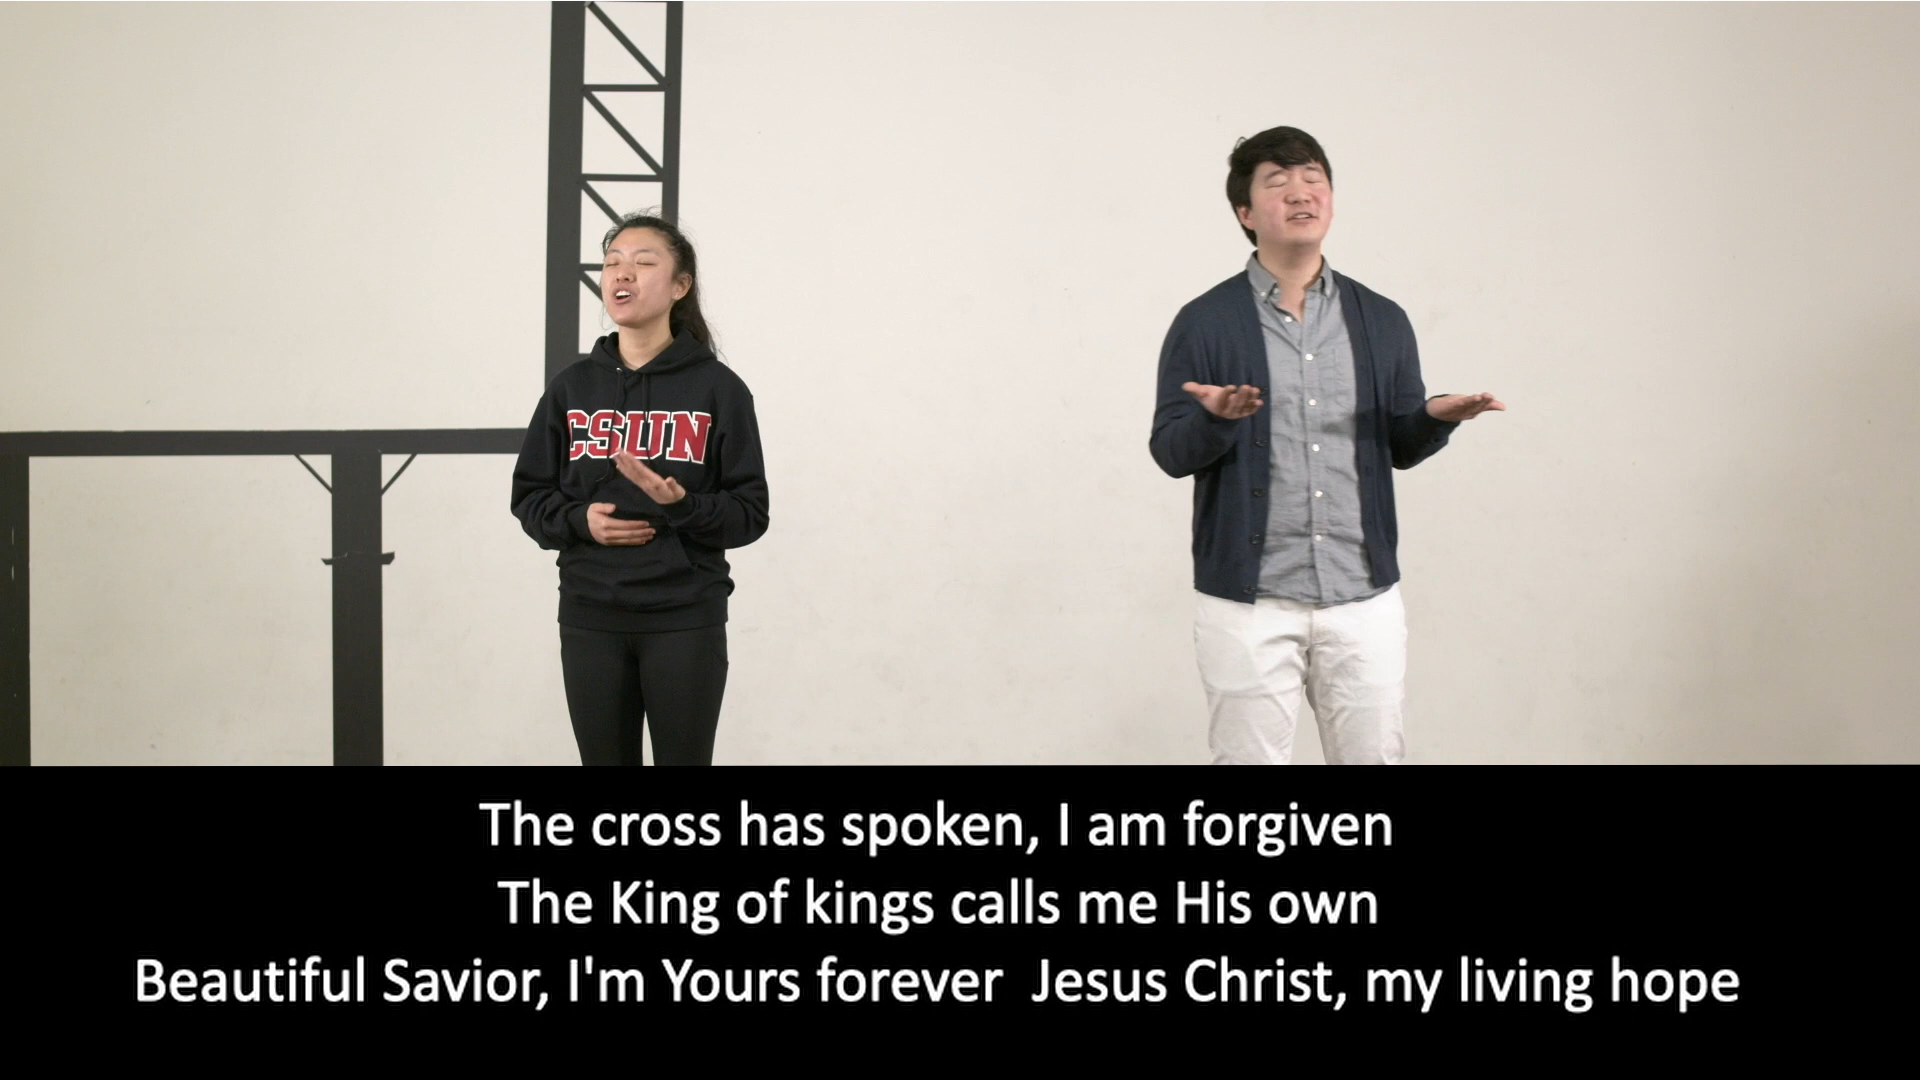 CSUN
The cross has spoken, I am forgiven
The King of kings calls me His own
Beautiful Savior, I'm Yours forever  Jesus Christ, my living hope